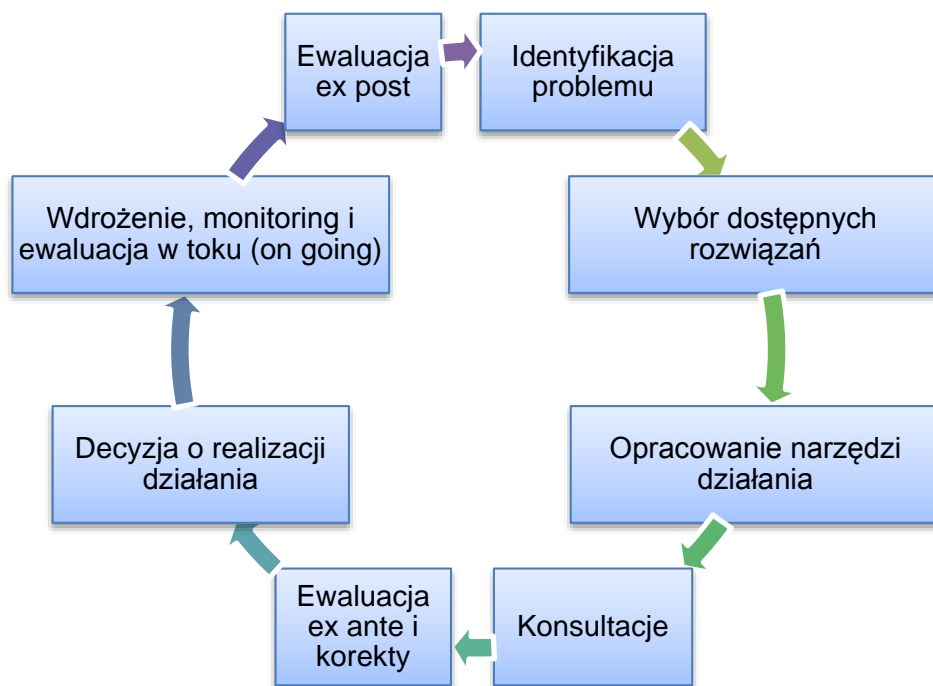 Ewaluacja
ex post
Identyfikacja
problemu
Wybór dostępnych
rozwiązań
Opracowanie narzędzi
działania
Konsultacje
Ewaluacja
ex ante i
korekty
Decyzja o realizacji
działania
Wdrożenie, monitoring i
ewaluacja w toku (on going)